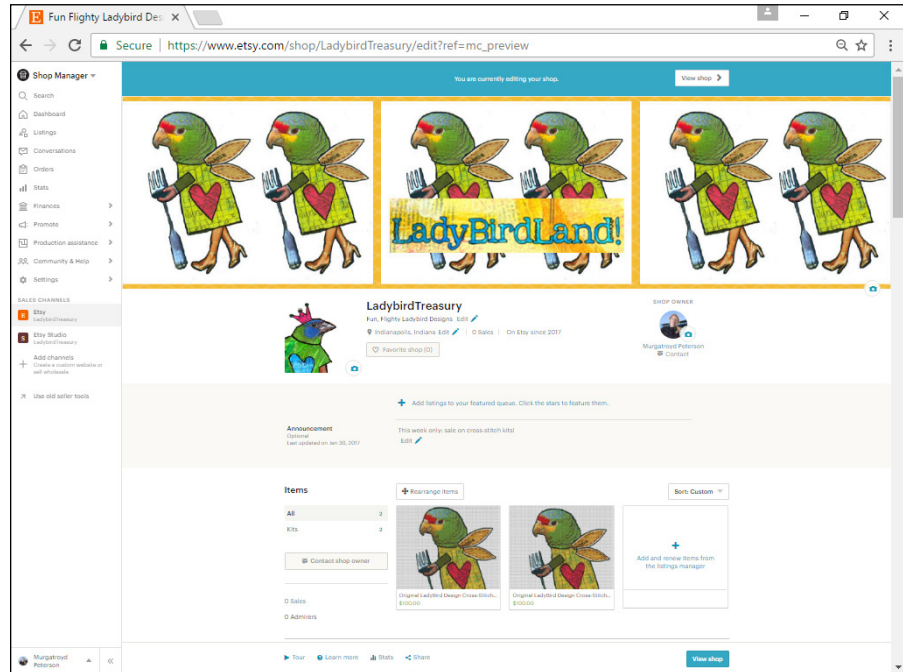 Fun Flighty Ladybird Des
Secure | https://www.etsy.com/shop/LadybirdTreasury/edit?ref=mc_preview
Shop Manager
Search
Dashboard
Listings
Conversations
Orders
Stats
Finances
Promote
Production assistance
Community & Help
Settings
SALES CHANNELS
E Etsy
LadybirdTreasury
S Etsy Studio
LadybirdTreasury
Add channels
Create a custom website or
sell wholesale
Use old seller tools
Murgatroyd
Peterson
You are currently editing your shop.
View shop
LadyBirdLand!
LadybirdTreasury
Fun, Flighty Ladybird Designs Edit
Indianapolis, Indiana Edit | 0 Sales | On Etsy since 2017
Favorite shop (0)
SHOP OWNER
Murgatroyd Peterson
Contact
Add listings to your featured queue. Click the stars to feature them.
Announcement
Optional
Last updated on Jan 30, 2017
This week only: sale on cross-stitch kits!
Edit
Items
Rearrange items
Sort: Custom
All 2
Kits 2
Contact shop owner
0 Sales
0 Admirers
Original LadyBird Design Cross-Stitch...
$100.00
Original LadyBird Design Cross-Stitch...
$100.00
Add and renew items from
the listings manager
Tour
Learn more
Stats
Share
View shop